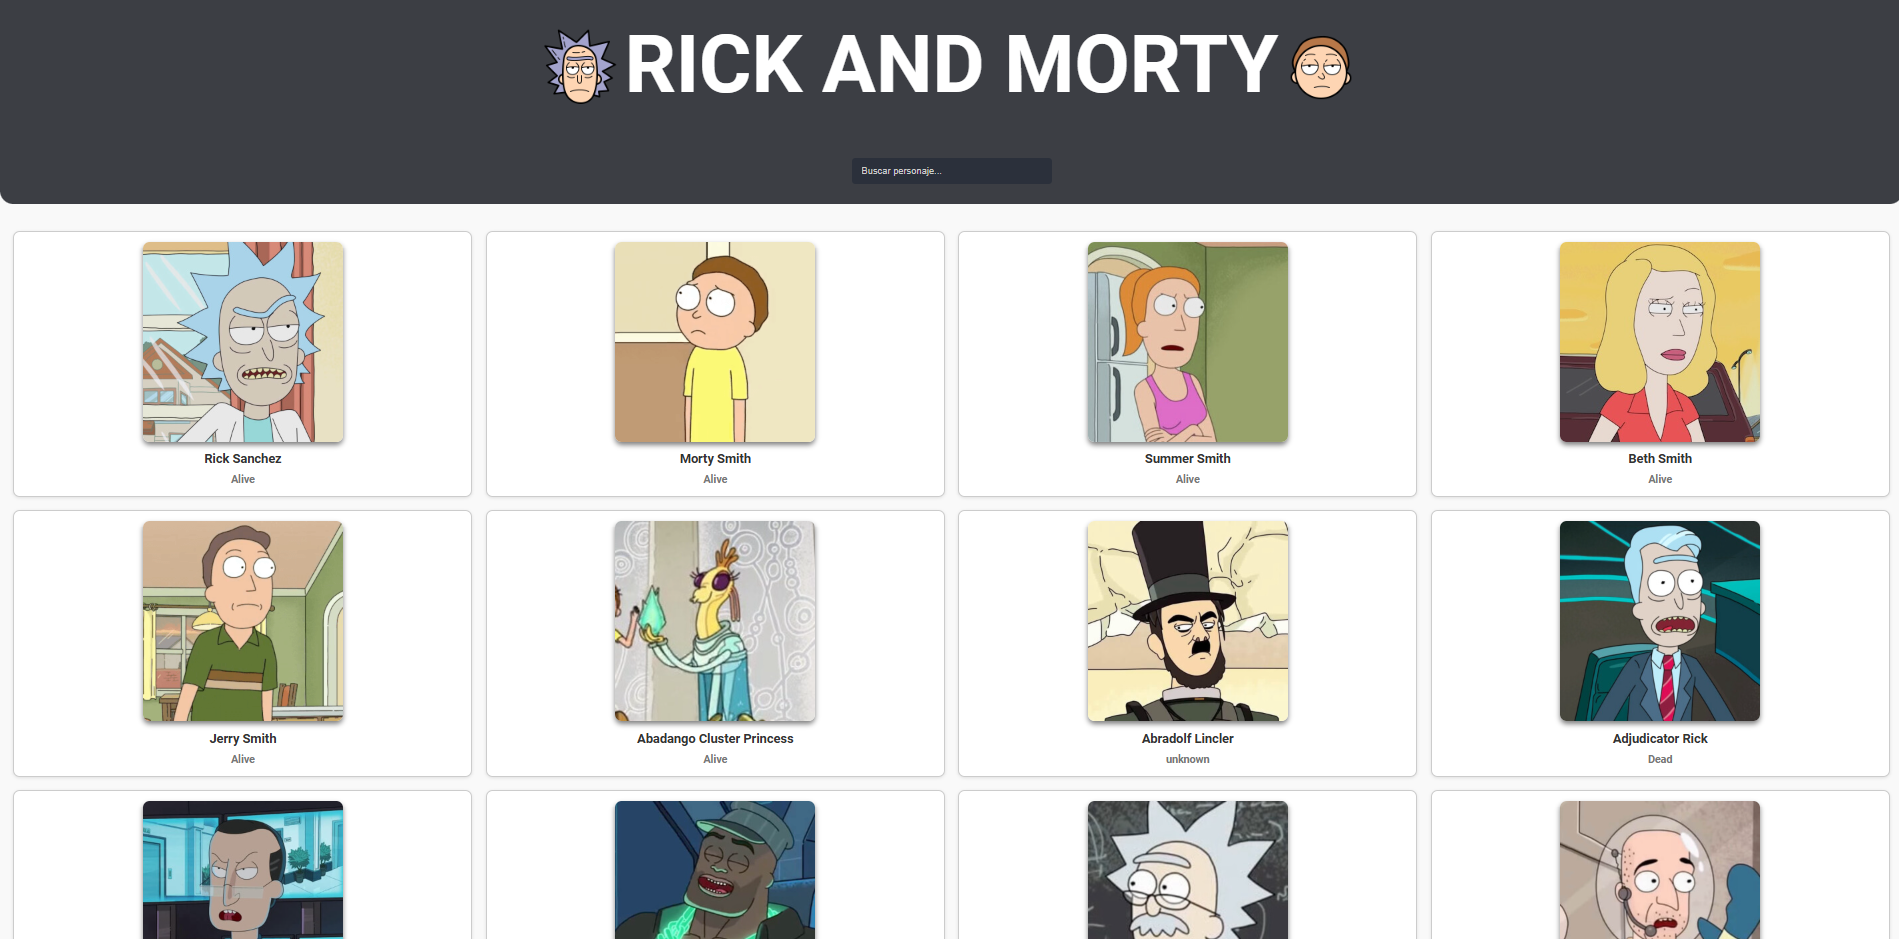 RICK AND MORTY
Buscar personaje...
Rick Sanchez
Alive
Morty Smith
Alive
Summer Smith
Alive
Beth Smith
Alive
Jerry Smith
Alive
Abadango Cluster Princess
Alive
Abradolf Lincler
unknown
Adjudicator Rick
Dead